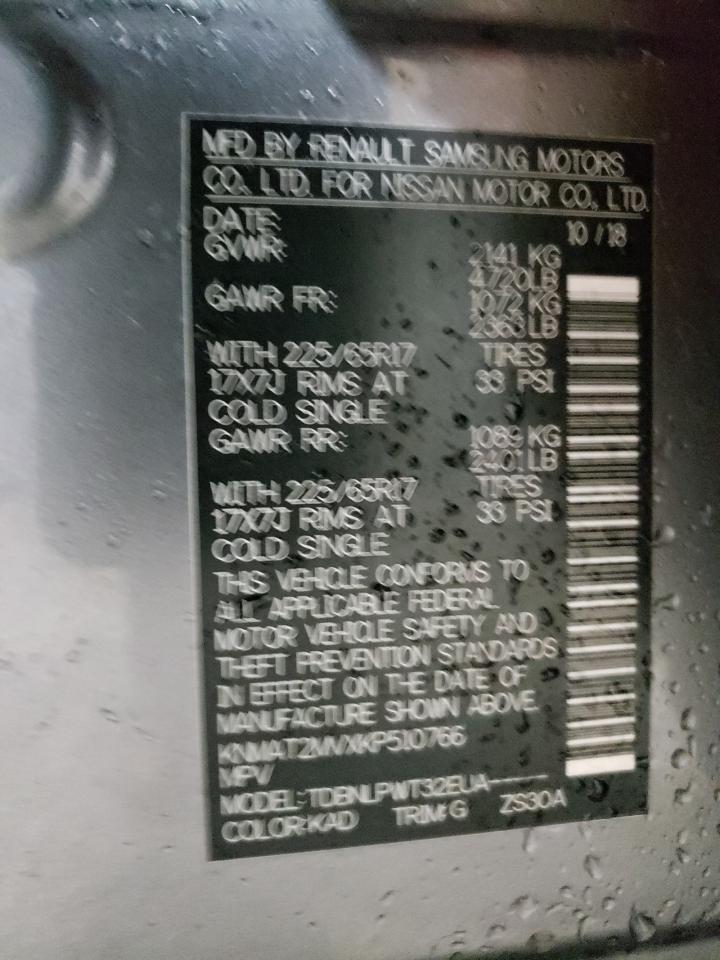 MFD BY RENAULT SAMSUNG MOTORS
CO., LTD. FOR NISSAN MOTOR CO., LTD.
DATE: 10 / 18
GVWR: 2141 KG
4720LB
GAWR FR: 1072 KG
2363LB
WITH 225/65R17 TIRES
17X7J RIMS AT 33 PSI
COLD SINGLE
GAWR RR: 1089 KG
2401LB
WITH 225/65R17 TIRES
17X7J RIMS AT 33 PSI
COLD SINGLE
THIS VEHICLE CONFORMS TO
ALL APPLICABLE FEDERAL
MOTOR VEHICLE SAFETY AND
THEFT PREVENTION STANDARDS
IN EFFECT ON THE DATE OF
MANUFACTURE SHOWN ABOVE.
KNMAT2MVXKP510766
MPV
MODEL:TDBNLPWT32EUA-----
COLOR:KAD TRIM:G ZS30A